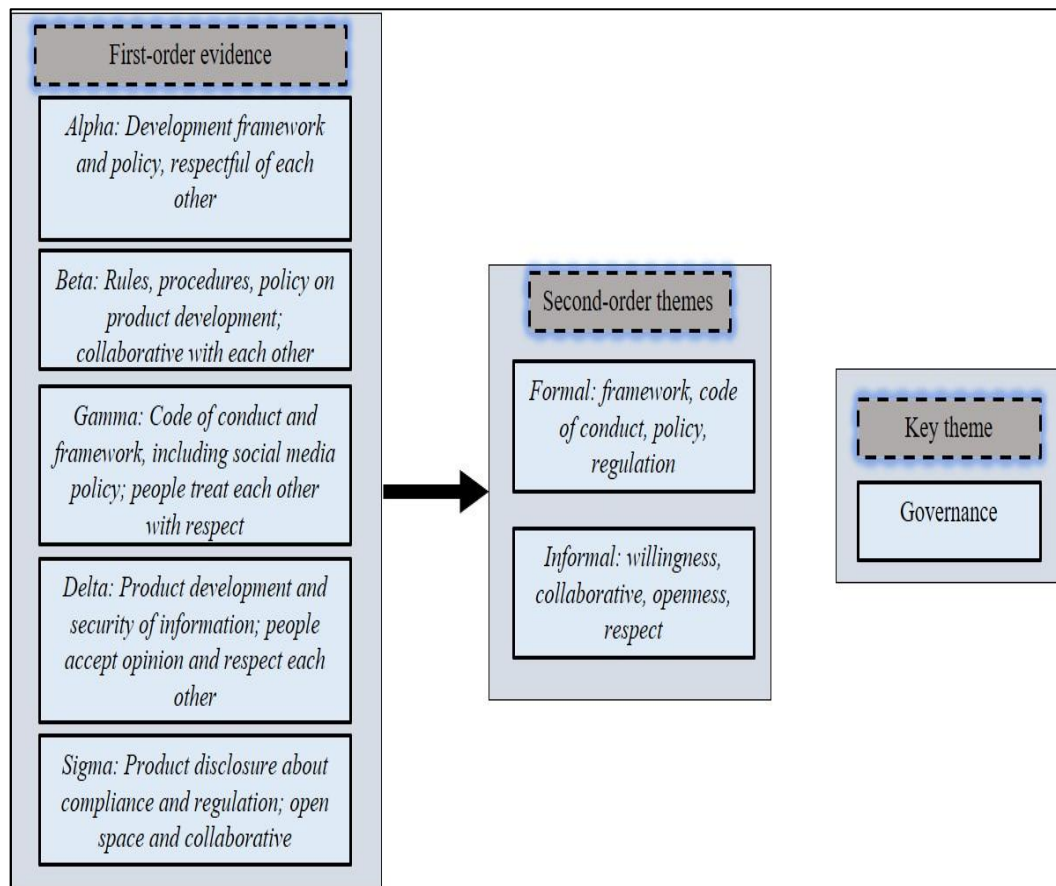 First-order evidence
Alpha: Development framework
and policy, respectful of each
other
Beta: Rules, procedures, policy on
product development;
collaborative with each other
Gamma: Code of conduct and
framework, including social media
policy; people treat each other
with respect
Delta: Product development and
security of information; people
accept opinion and respect each
other
Sigma: Product disclosure about
compliance and regulation; open
space and collaborative
Second-order themes
Formal: framework, code
of conduct, policy,
regulation
Informal: willingness,
collaborative, openness,
respect
Key theme
Governance